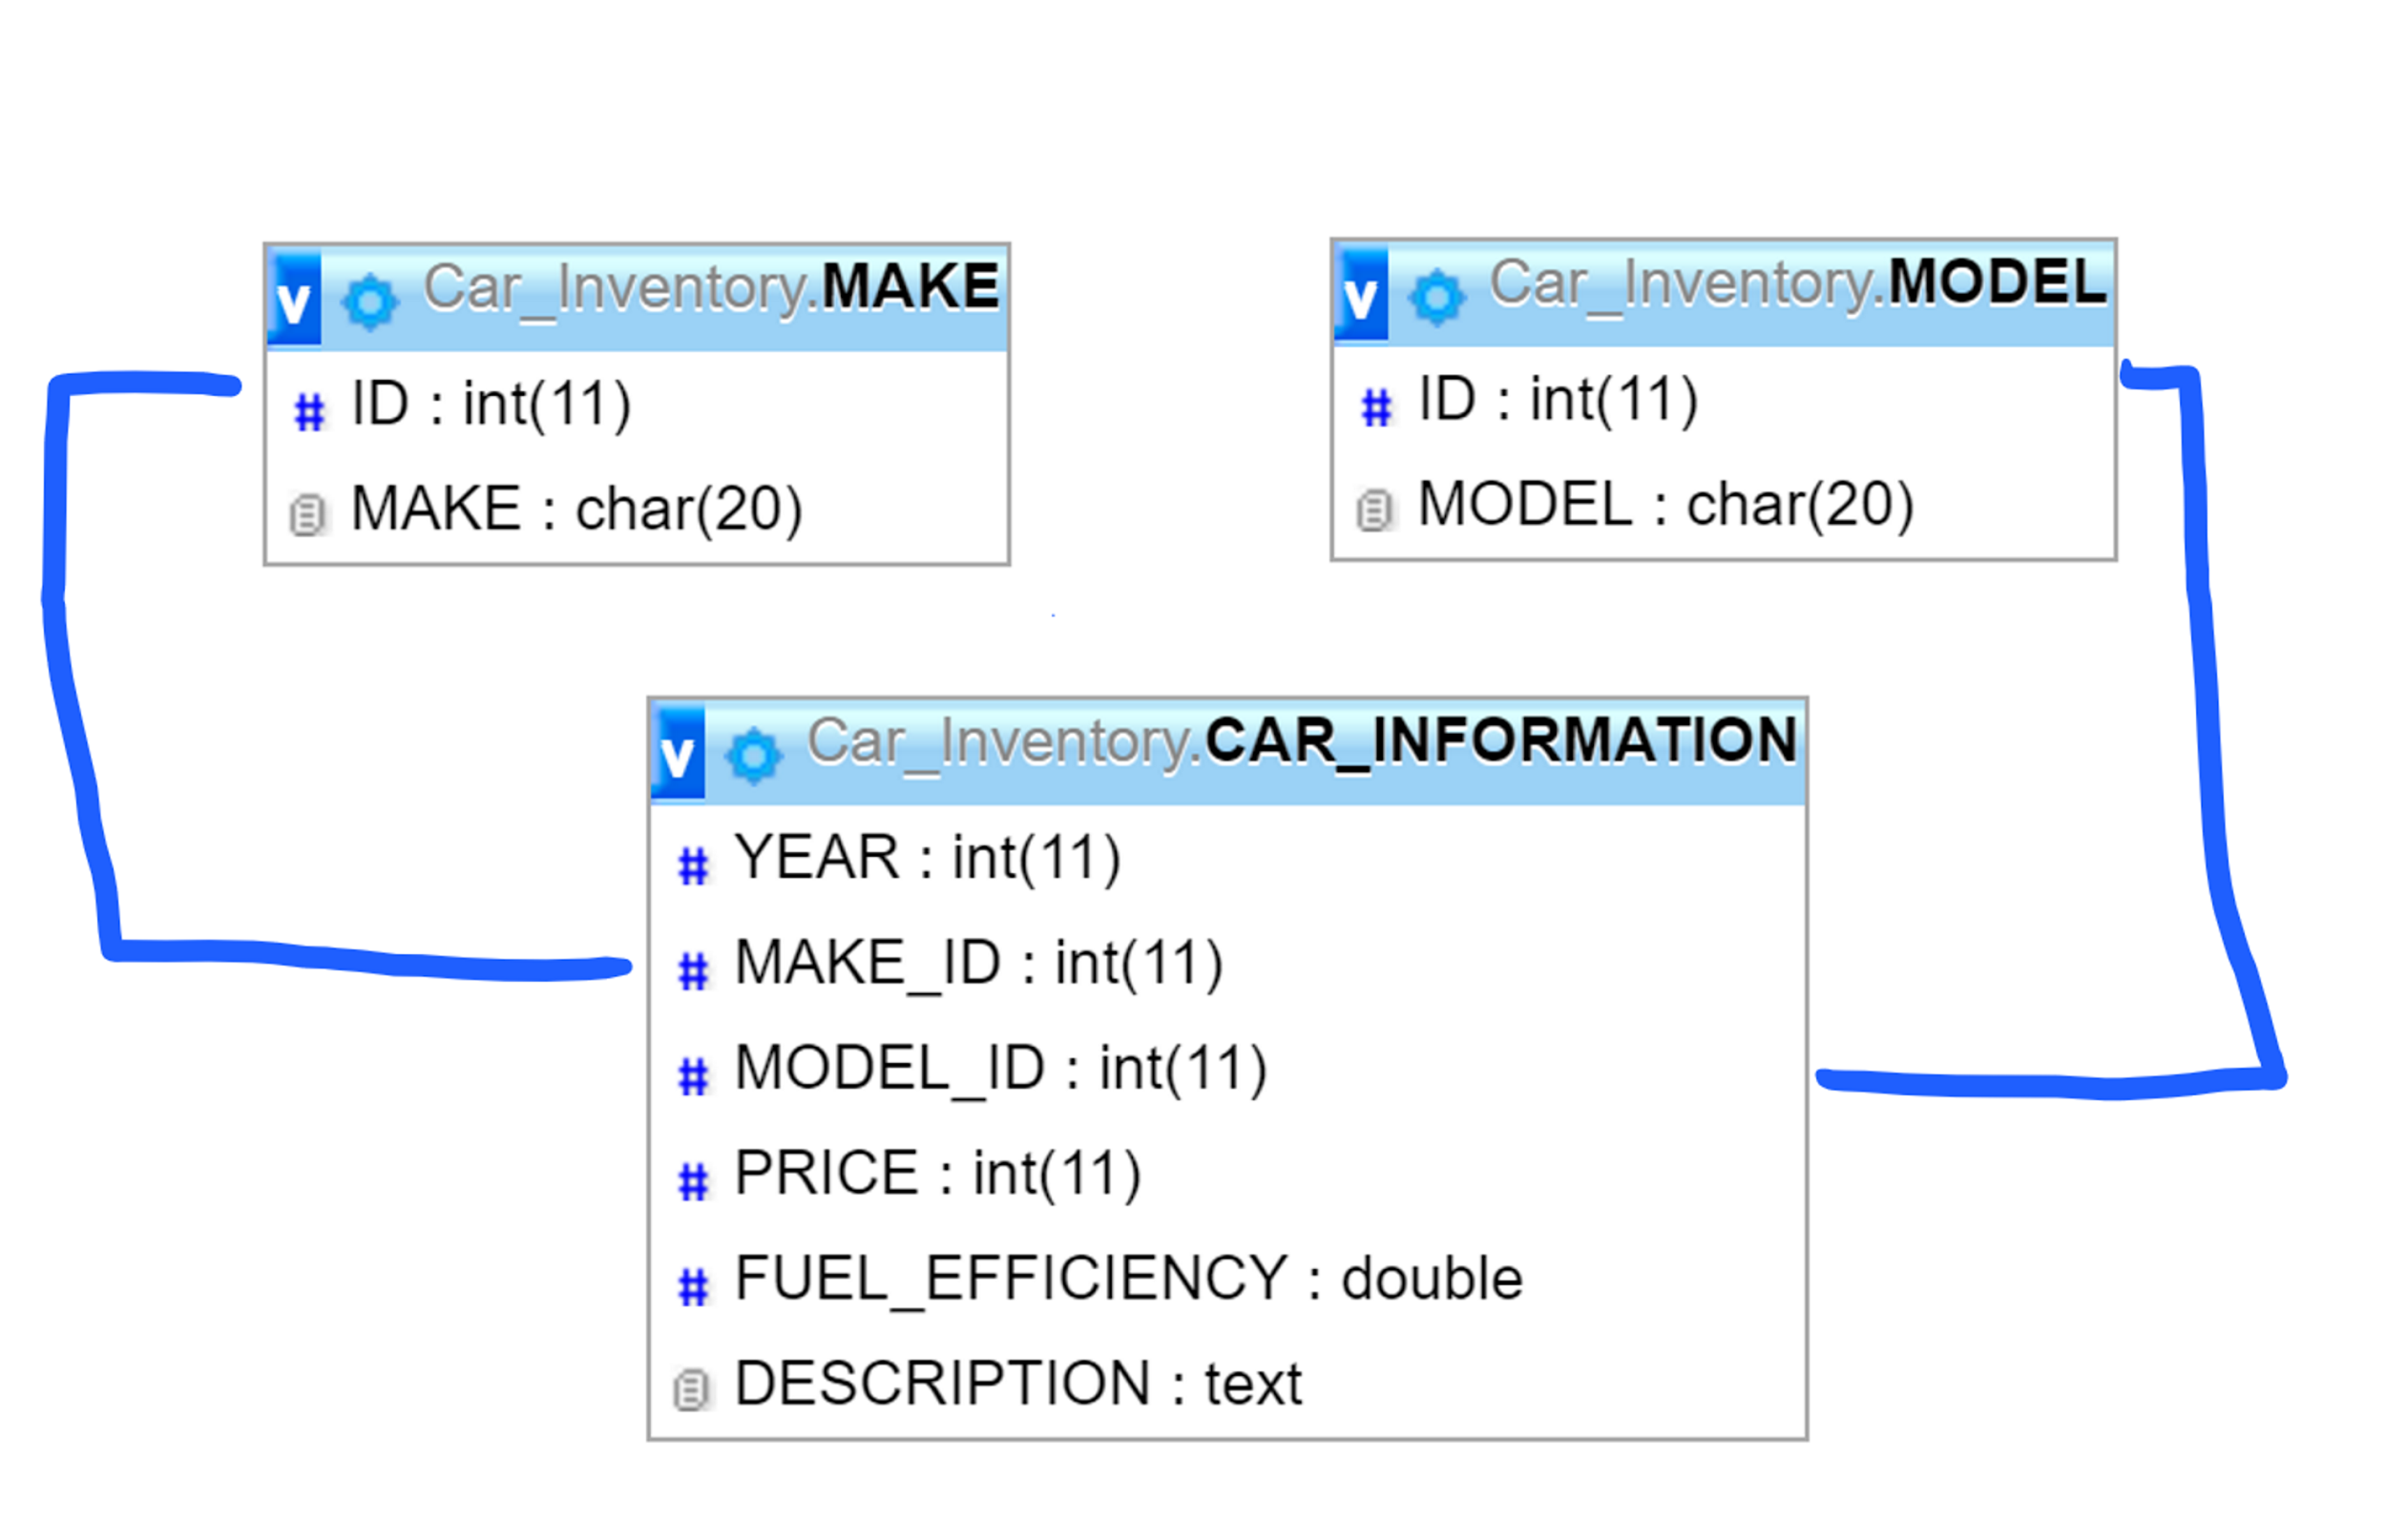 Car_Inventory.MAKE
ID : int(11)
MAKE : char(20)
Car_Inventory.MODEL
ID : int(11)
MODEL : char(20)
Car_Inventory.CAR_INFORMATION
YEAR : int(11)
MAKE_ID : int(11)
MODEL_ID : int(11)
PRICE : int(11)
FUEL_EFFICIENCY : double
DESCRIPTION : text